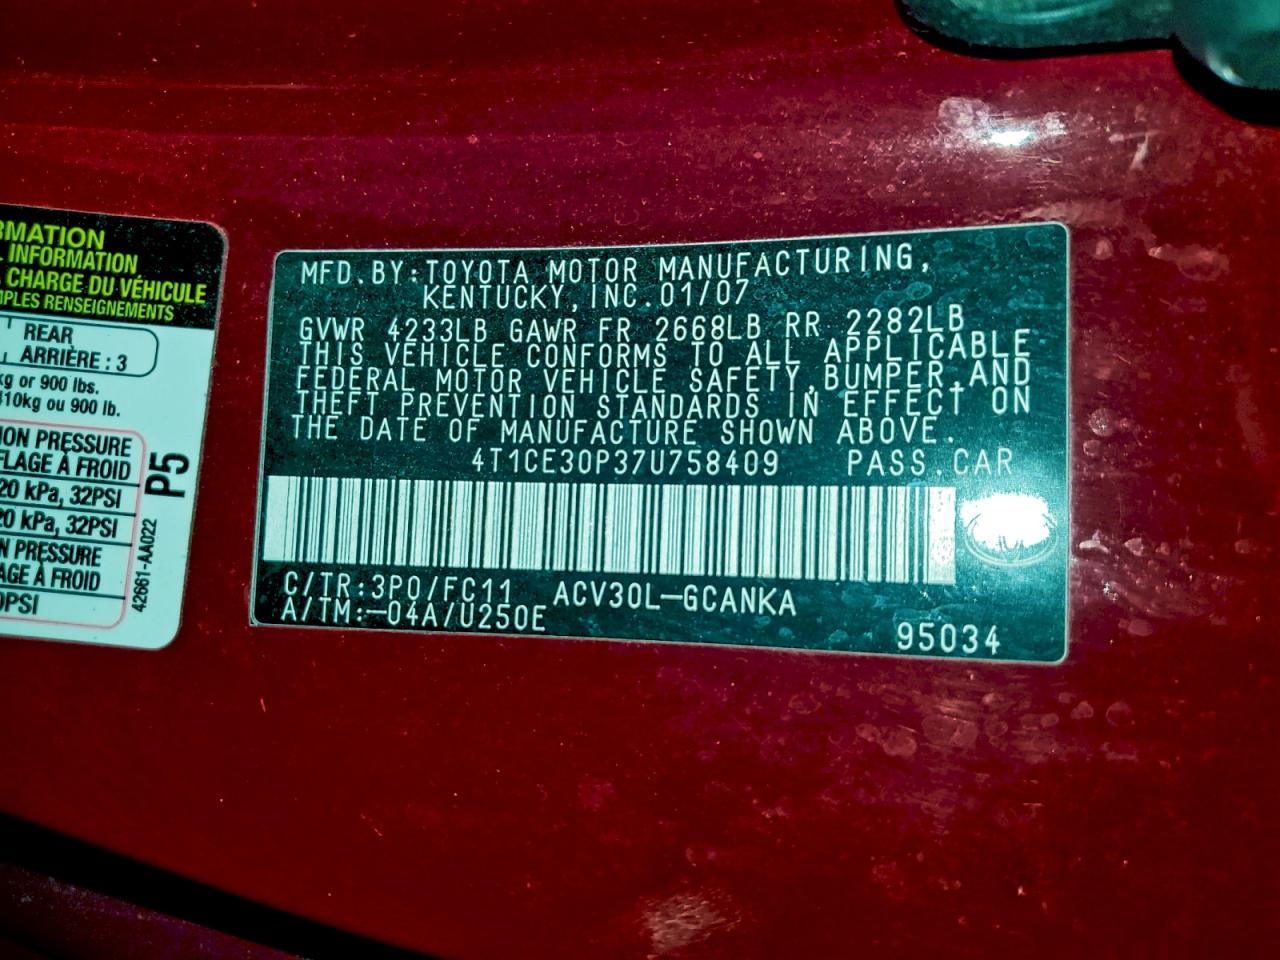 RMATION
INFORMATION
CHARGE DU VÉHICULE
MPLES RENSEIGNEMENTS
REAR
ARRIÈRE : 3
kg or 900 lbs.
410kg ou 900 lb.
ION PRESSURE
FLAGE À FROID
20 kPa, 32PSI
20 kPa, 32PSI
N PRESSURE
AGE À FROID
0PSI
P5
42661-AA022
MFD.BY:TOYOTA MOTOR MANUFACTURING,
KENTUCKY,INC.01/07
GVWR 4233LB GAWR FR 2668LB RR 2282LB
THIS VEHICLE CONFORMS TO ALL APPLICABLE
FEDERAL MOTOR VEHICLE SAFETY,BUMPER,AND
THEFT PREVENTION STANDARDS IN EFFECT ON
THE DATE OF MANUFACTURE SHOWN ABOVE.
4T1CE30P37U758409 PASS.CAR
C/TR:3P0/FC11 ACV30L-GCANKA
A/TM:-04A/U250E
95034